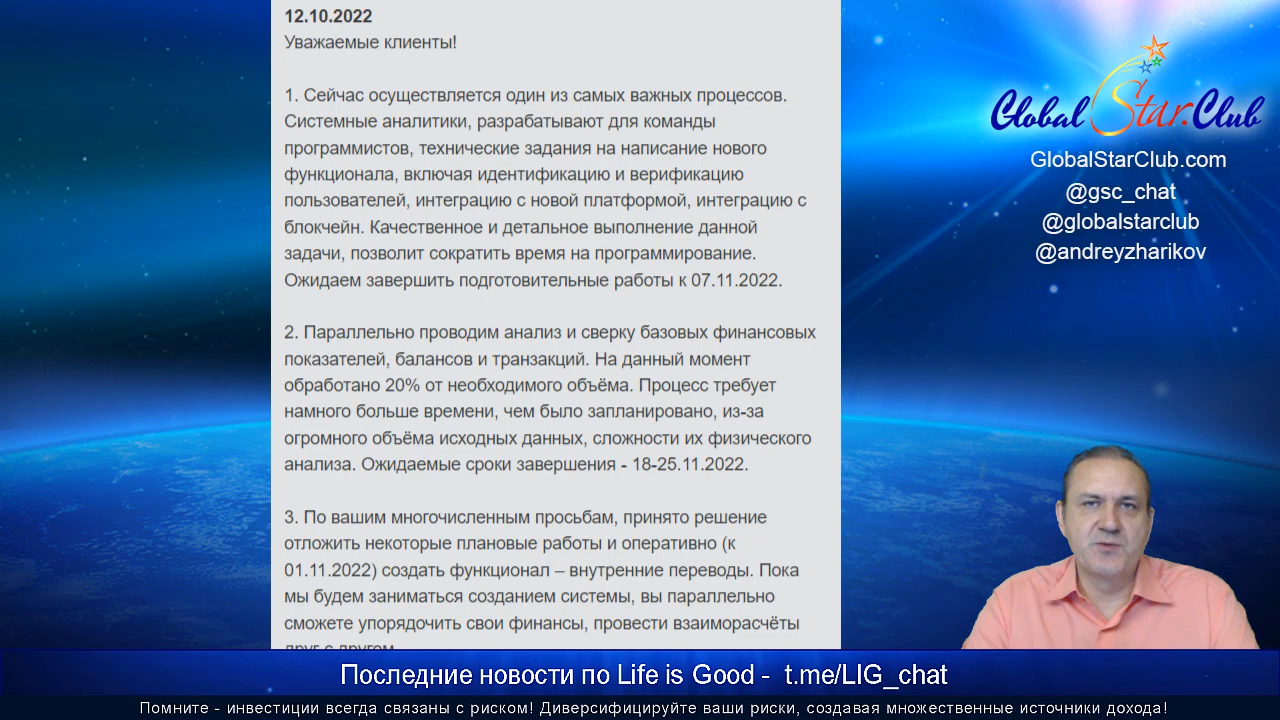 12.10.2022
Уважаемые клиенты!
1. Сейчас осуществляется один из самых важных процессов.
Системные аналитики, разрабатывают для команды
программистов, технические задания на написание нового
функционала, включая идентификацию и верификацию
пользователей, интеграцию с новой платформой, интеграцию с
блокчейн. Качественное и детальное выполнение данной
задачи, позволит сократить время на программирование.
Ожидаем завершить подготовительные работы к 07.11.2022.
2. Параллельно проводим анализ и сверку базовых финансовых
показателей, балансов и транзакций. На данный момент
обработано 20% от необходимого объёма. Процесс требует
намного больше времени, чем было запланировано, из-за
огромного объёма исходных данных, сложности их физического
анализа. Ожидаемые сроки завершения - 18-25.11.2022.
3. По вашим многочисленным просьбам, принято решение
отложить некоторые плановые работы и оперативно (к
01.11.2022) создать функционал – внутренние переводы. Пока
мы будем заниматься созданием системы, вы параллельно
сможете упорядочить свои финансы, провести взаиморасчёты
друг с другом.
Global Star Club
GlobalStarClub.com
@gsc_chat
@globalstarclub
@andreyzharikov
Последние новости по Life is Good - t.me/LIG_chat
Помните - инвестиции всегда связаны с риском! Диверсифицируйте ваши риски, создавая множественные источники дохода!